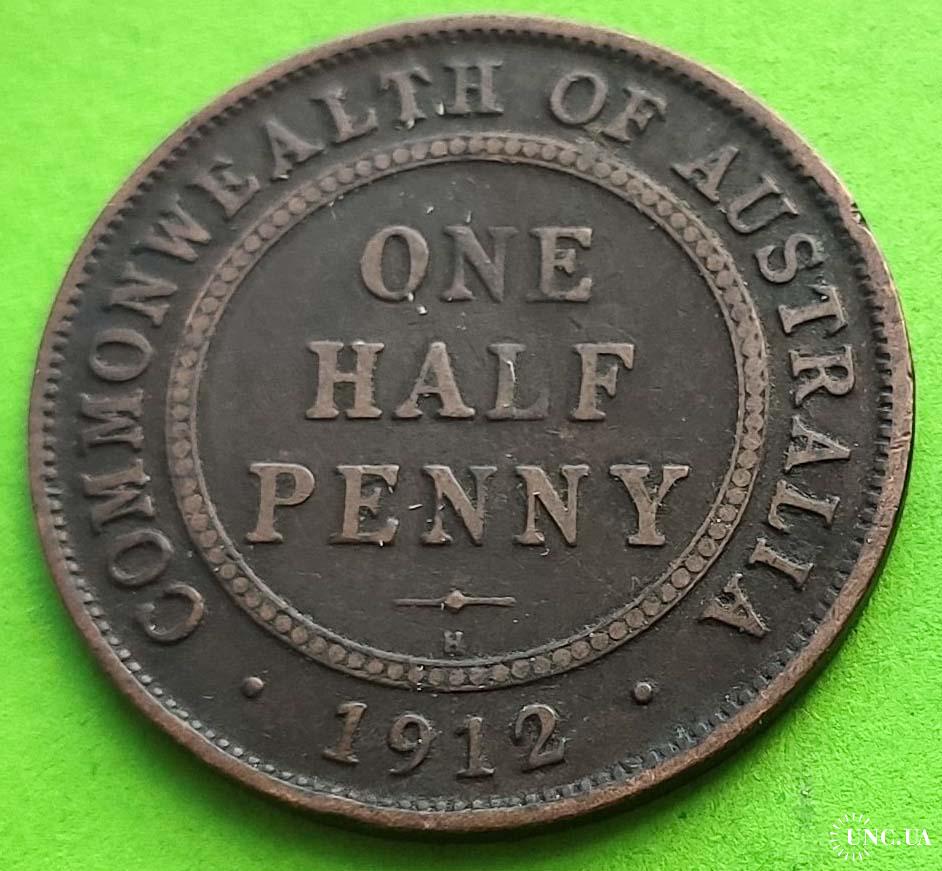 COMMONWEALTH OF AUSTRALIA
ONE
HALF
PENNY
H
· 1912 ·
UNC.UA